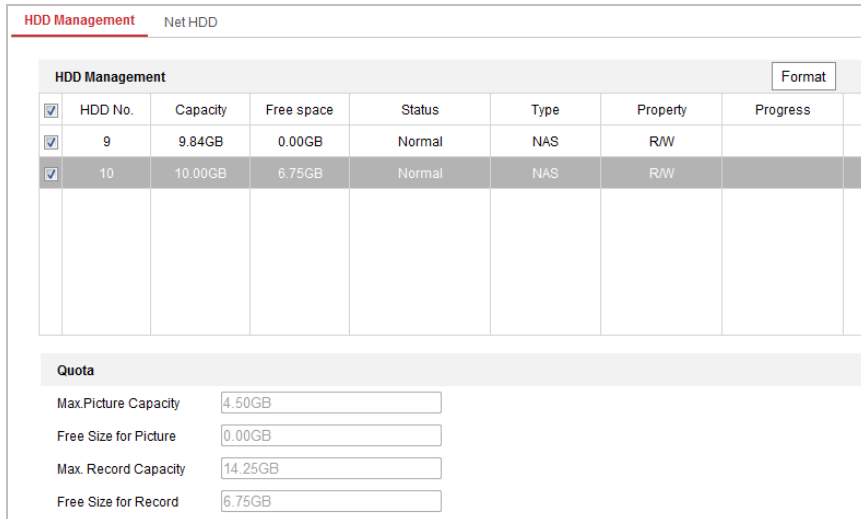 HDD Management Net HDD
HDD Management Format
HDD No. Capacity Free space Status Type Property Progress
9 9.84GB 0.00GB Normal NAS R/W
10 10.00GB 6.75GB Normal NAS R/W
Quota
Max.Picture Capacity 4.50GB
Free Size for Picture 0.00GB
Max. Record Capacity 14.25GB
Free Size for Record 6.75GB